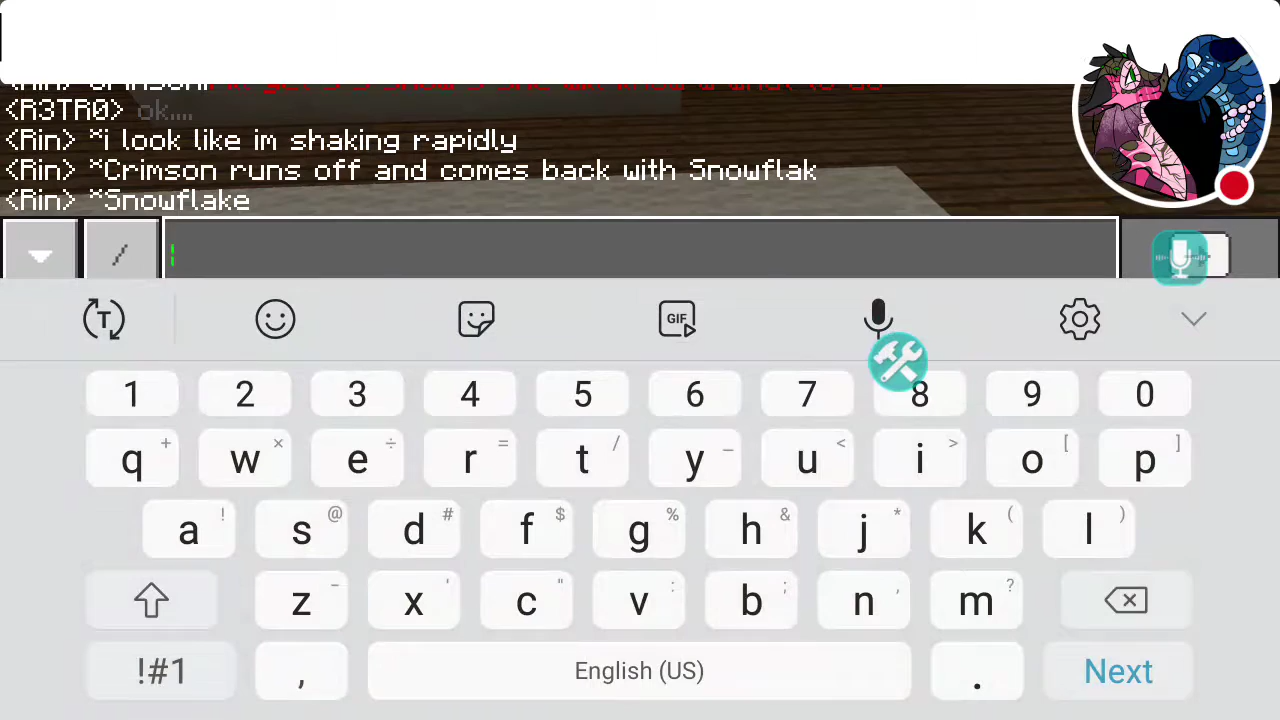 <R3TR0> ok....
<Rin> *i look like im shaking rapidly
<Rin> *Crimson runs off and comes back with Snowflak
<Rin> *Snowflake
/
T GIF
1 2 3 4 5 6 7 8 9 0
q + w × e ÷ r = t / y _ u < i > o [ p ]
a ! s @ d # f $ g % h & j * k ( l )
z - x ' c " v : b ; n , m ?
!#1 , English (US) . Next